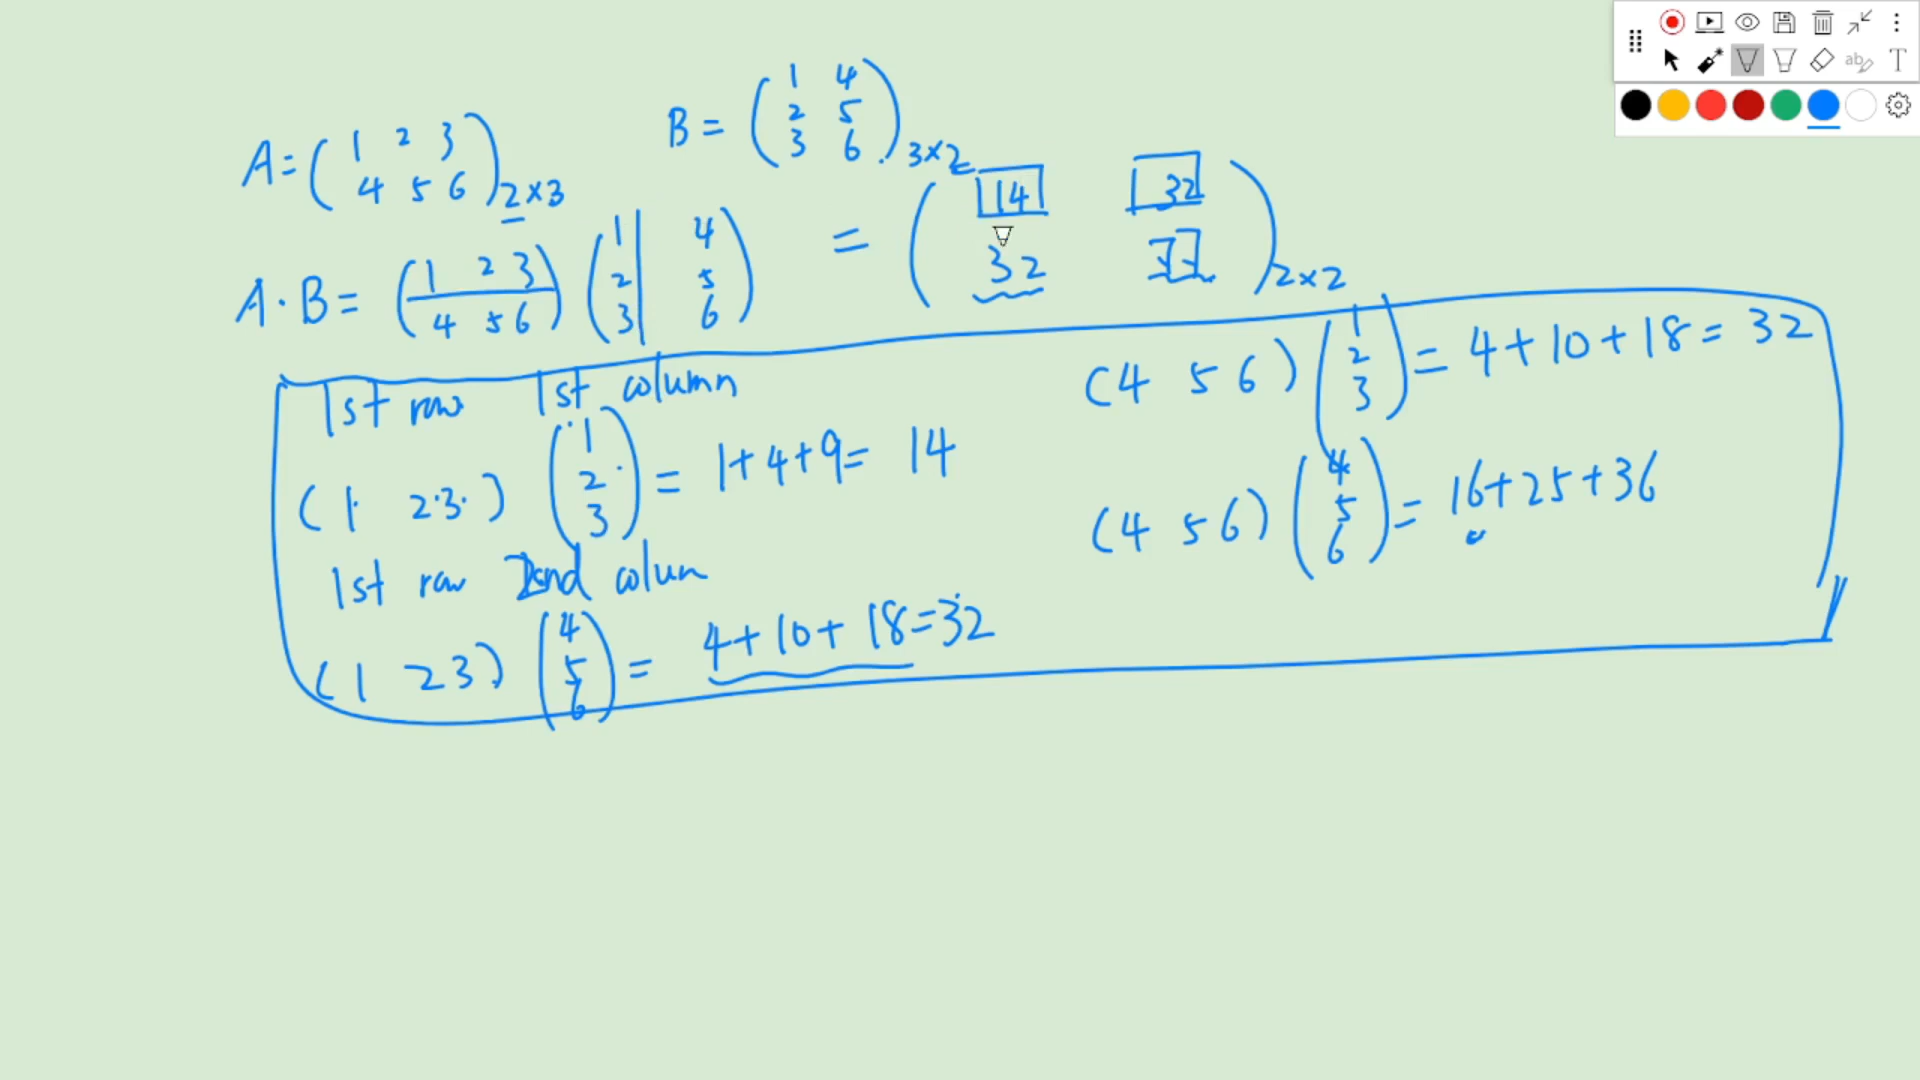 A = ( 1 2 3
4 5 6 ) 2×3
B = ( 1 4
2 5
3 6 ) 3×2
A · B = ( 1 2 3
4 5 6 ) ( 1 4
2 5
3 6 ) = ( 14 32
32 77 ) 2×2
1st row 1st column
( 1 2 3 ) ( 1
2
3 ) = 1+4+9= 14
1st row 2nd colun
( 1 2 3 ) ( 4
5
6 ) = 4+10+18=32
( 4 5 6 ) ( 1
2
3 ) = 4+10+18= 32
( 4 5 6 ) ( 4
5
6 ) = 16+25+36